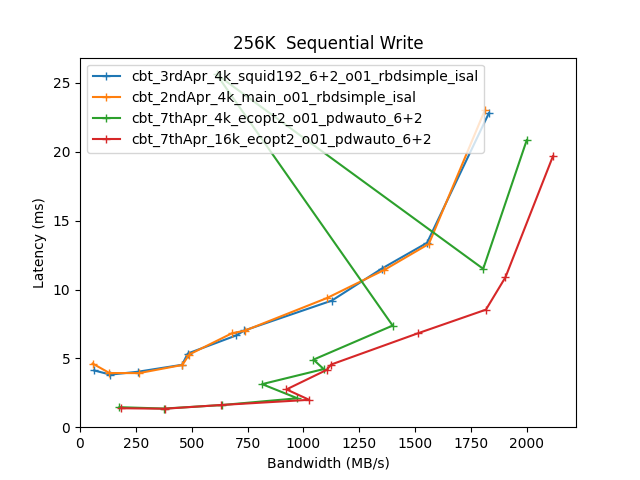 256K  Sequential Write
cbt_3rdApr_4k_squid192_6+2_o01_rbdsimple_isal
cbt_2ndApr_4k_main_o01_rbdsimple_isal
cbt_7thApr_4k_ecopt2_o01_pdwauto_6+2
cbt_7thApr_16k_ecopt2_o01_pdwauto_6+2
Latency (ms)
25
20
15
10
5
0
0 250 500 750 1000 1250 1500 1750 2000
Bandwidth (MB/s)